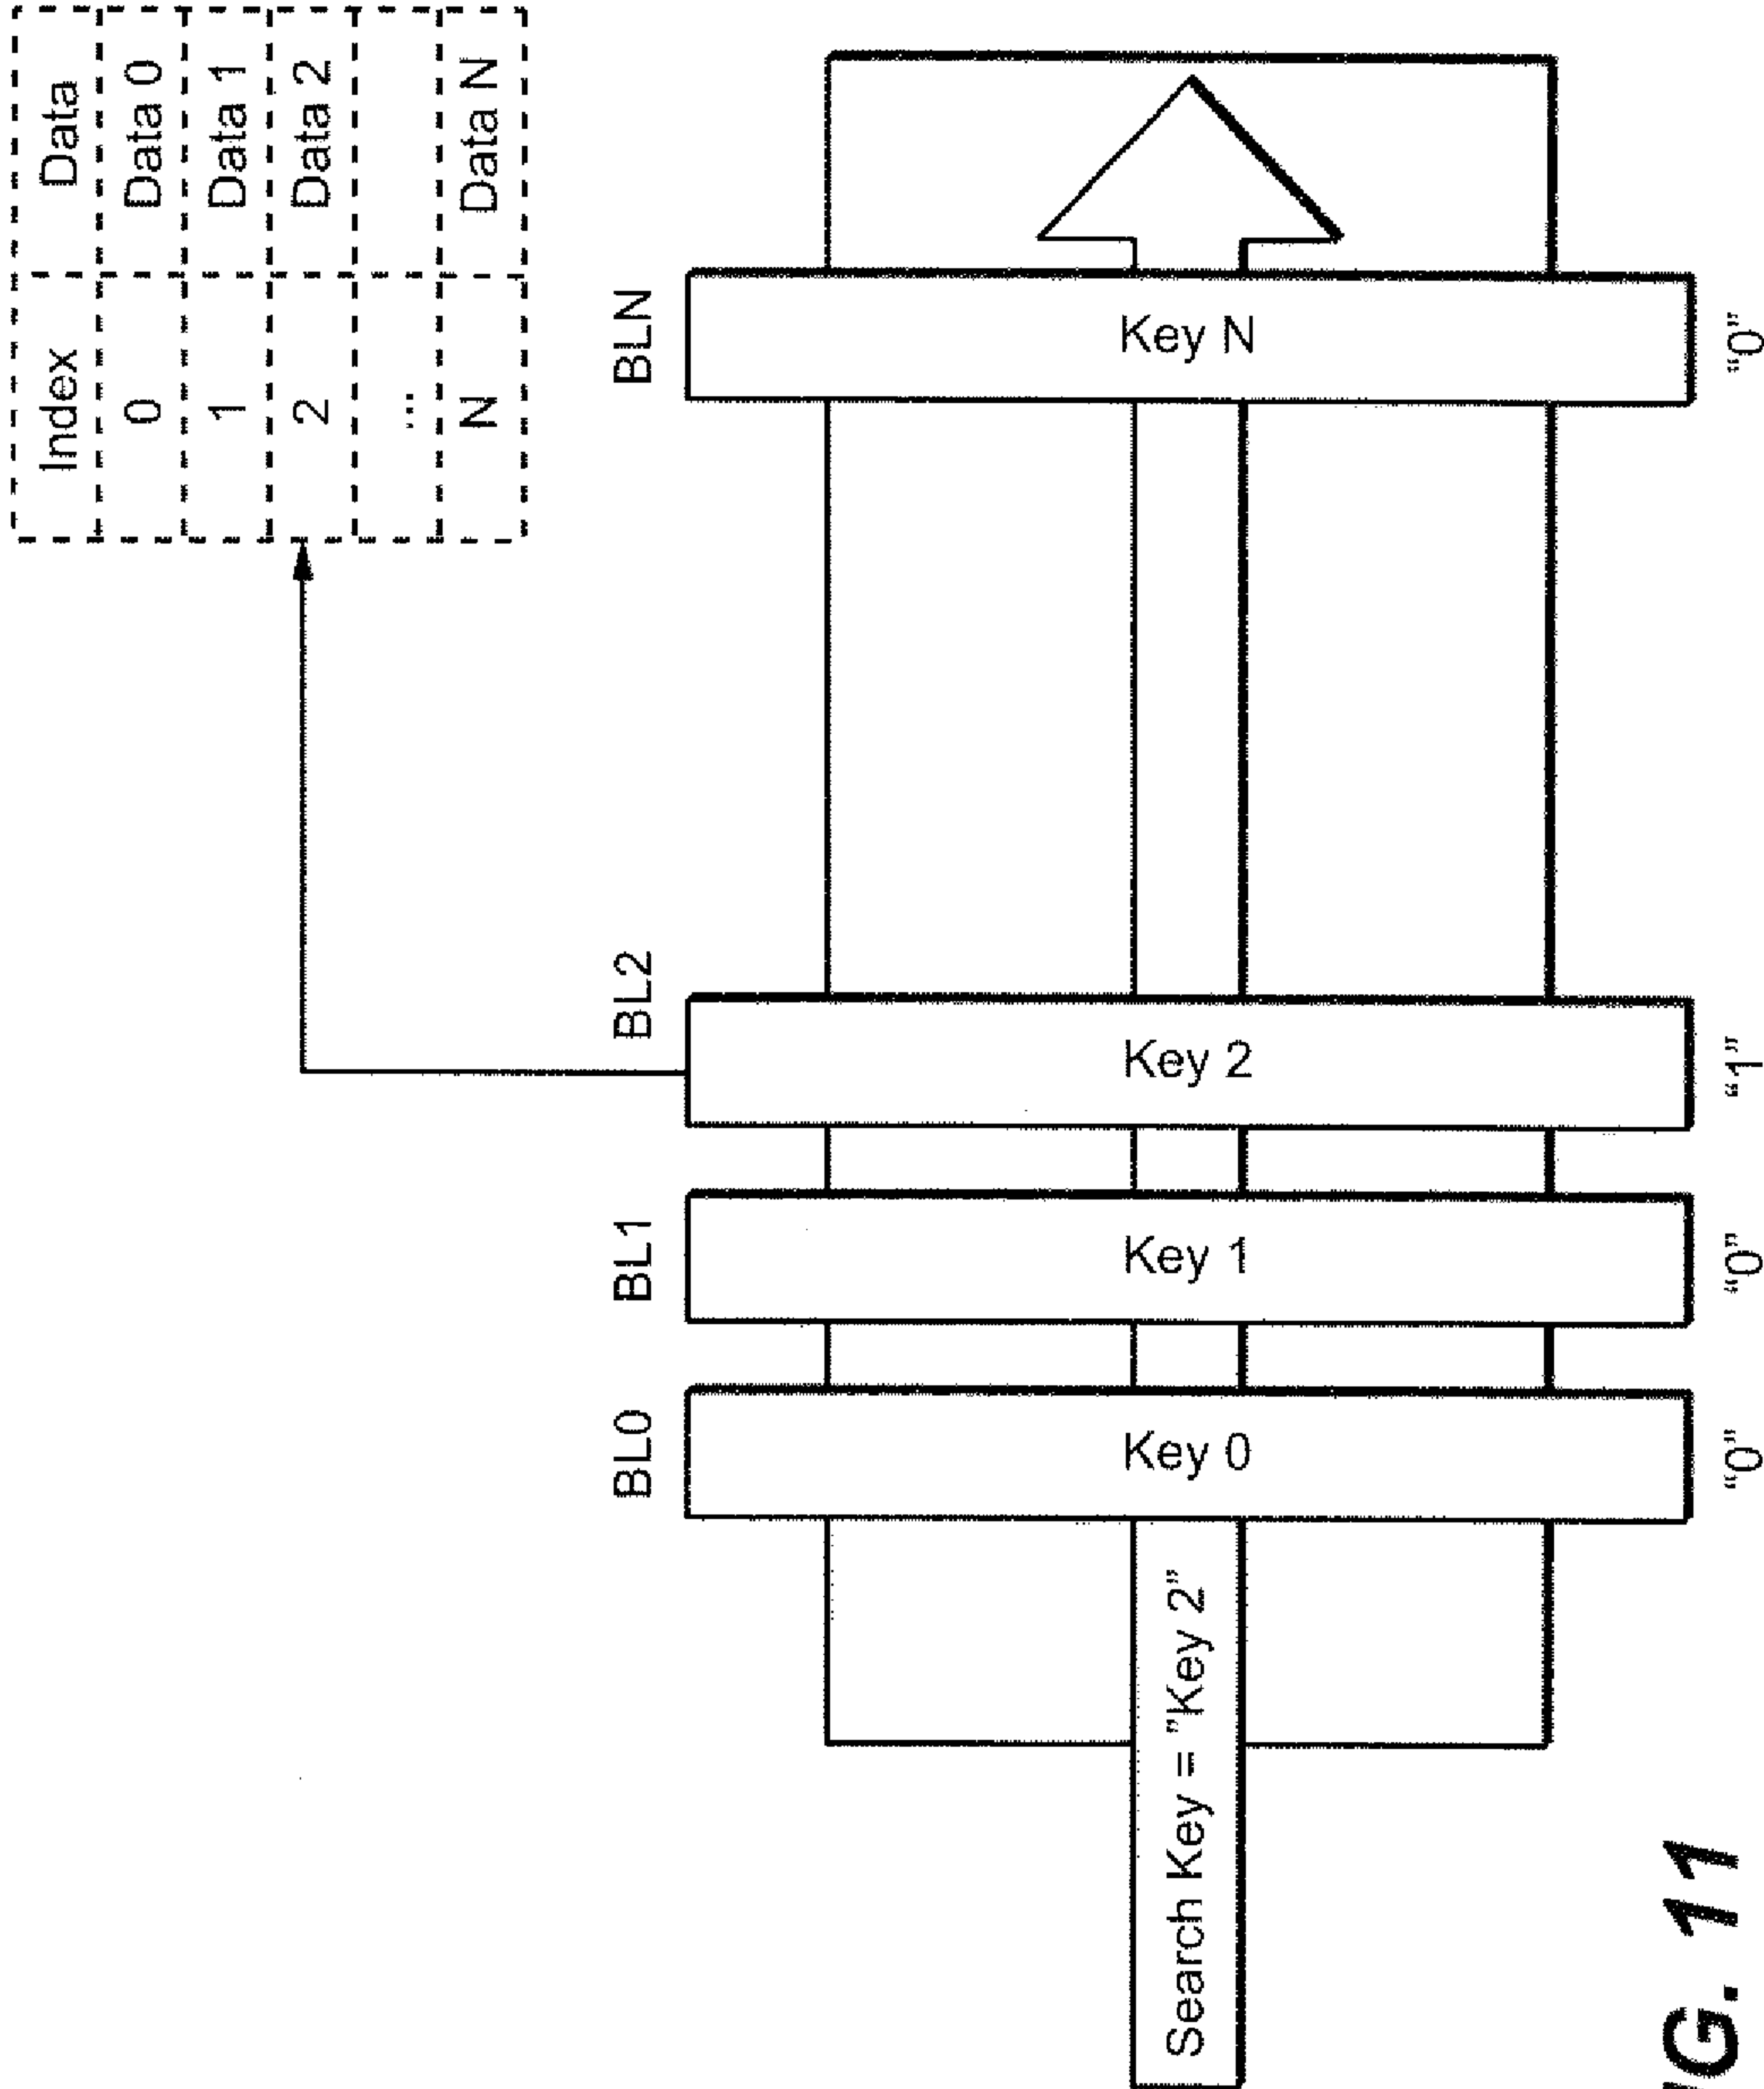 Index Data
0 Data 0
1 Data 1
2 Data 2
...
N Data N
BL0 BL1 BL2 BLN
Search Key = "Key 2"
Key 0
Key 1
Key 2
Key N
“0” “0” “1” “0”
IG. 11